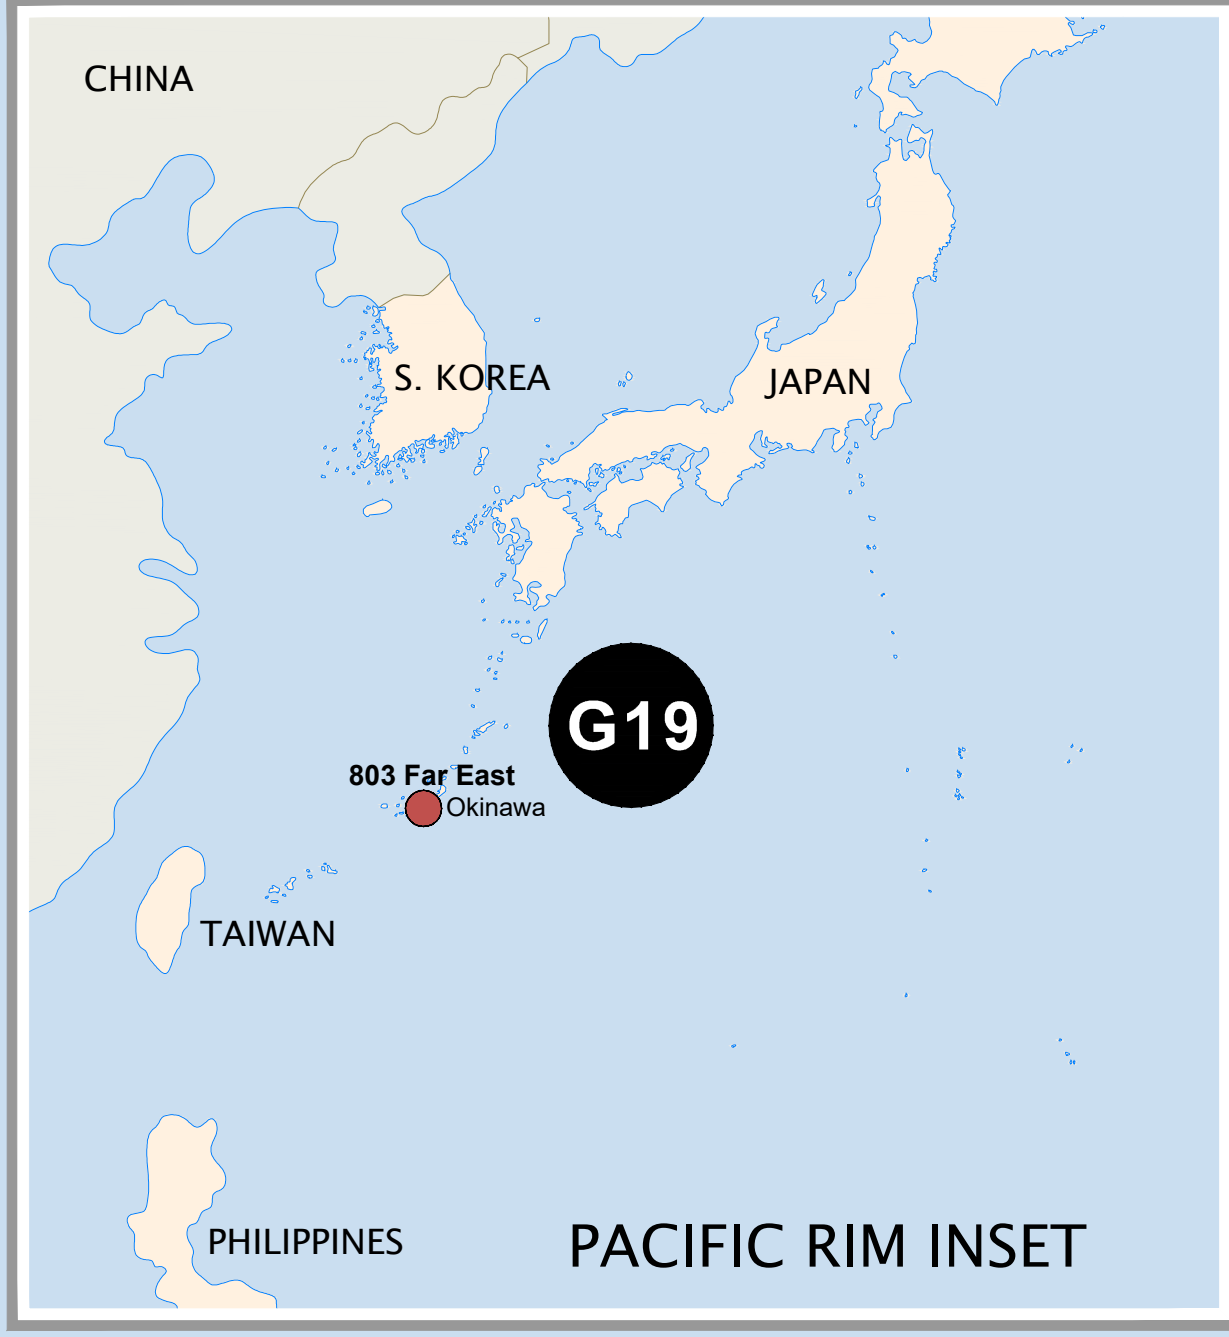 CHINA
S. KOREA
JAPAN
G19
803 Far East
Okinawa
TAIWAN
PHILIPPINES
PACIFIC RIM INSET